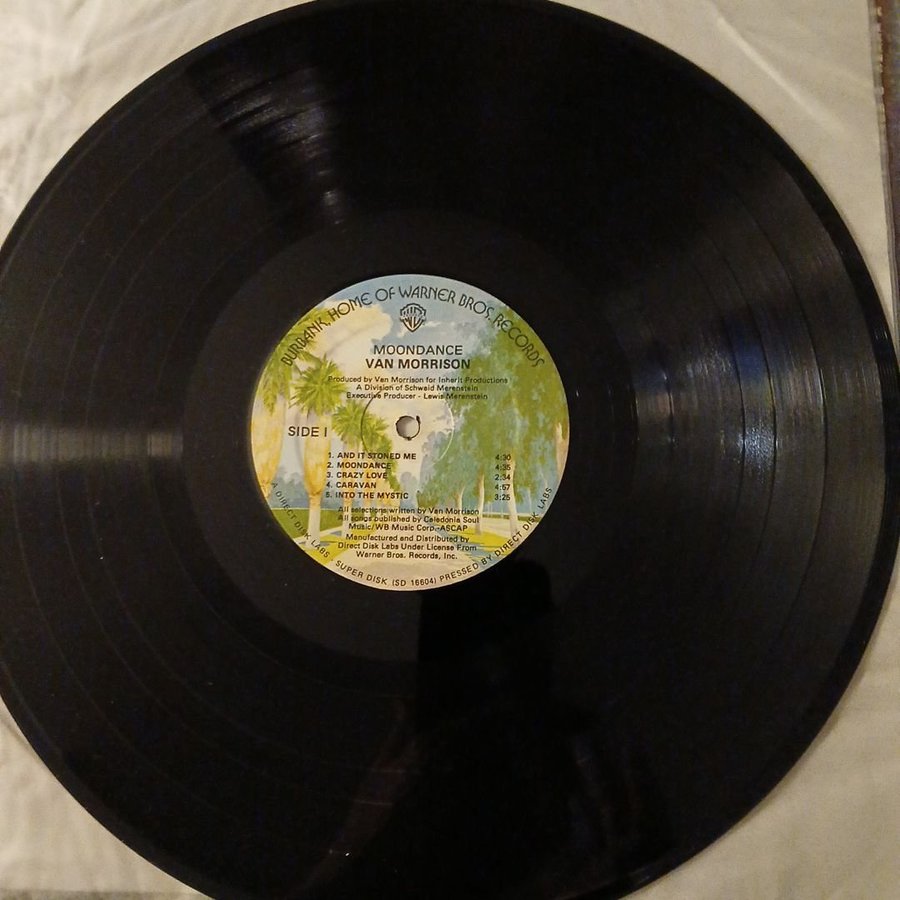 BURBANK, HOME OF WARNER BROS. RECORDS
MOONDANCE
VAN MORRISON
Produced by Van Morrison for Inherit Productions
A Division of Schwaid Merenstein
Executive Producer - Lewis Merenstein
SIDE I
1. AND IT STONED ME 4:30
2. MOONDANCE 4:35
3. CRAZY LOVE 2:34
4. CARAVAN 4:57
5. INTO THE MYSTIC 3:25
All selections written by Van Morrison
All songs published by Caledonia Soul
Music/WB Music Corp.-ASCAP
Manufactured and Distributed by
Direct Disk Labs Under License From
Warner Bros. Records, Inc.
A DIRECT DISK LABS SUPER DISK (SD 16604) PRESSED BY DIRECT DISK LABS